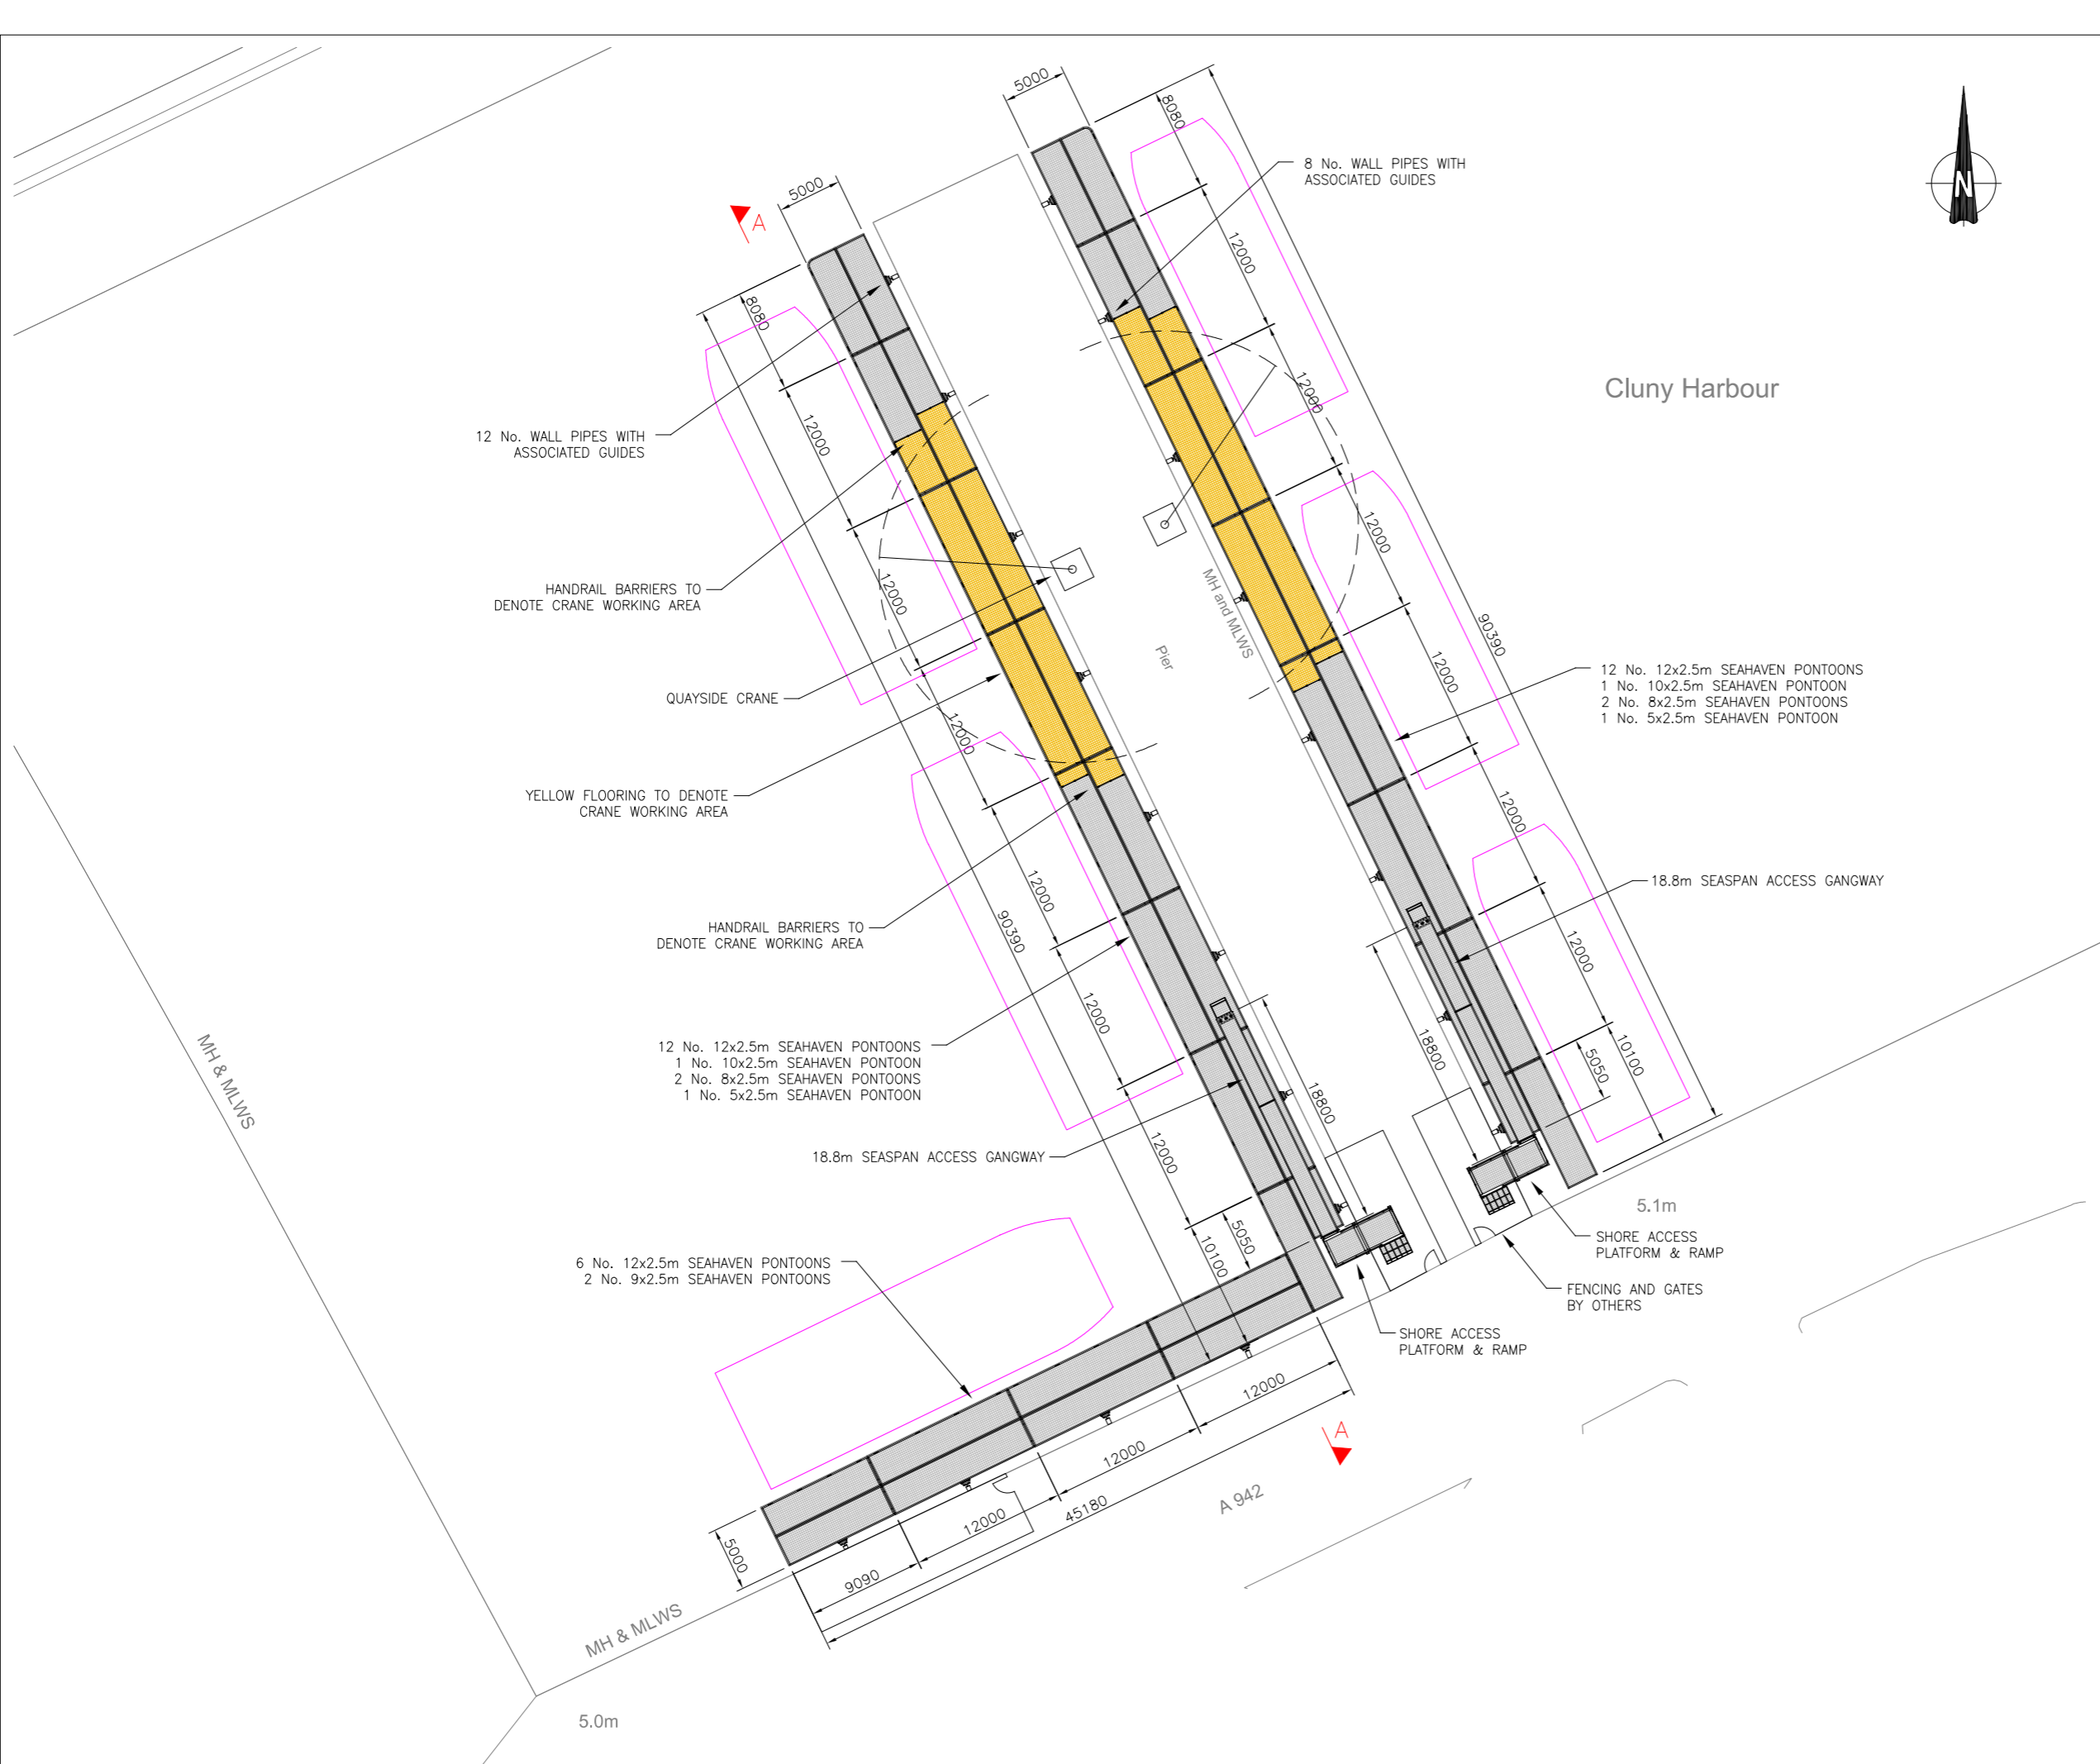 5000
8080
N
8 No. WALL PIPES WITH
ASSOCIATED GUIDES
5000
A
12000
8080
12000
Cluny Harbour
12 No. WALL PIPES WITH
ASSOCIATED GUIDES
12000
12000
HANDRAIL BARRIERS TO
DENOTE CRANE WORKING AREA
12000
MH and MLWS
Pier
90390
12000
QUAYSIDE CRANE
12 No. 12x2.5m SEAHAVEN PONTOONS
1 No. 10x2.5m SEAHAVEN PONTOON
2 No. 8x2.5m SEAHAVEN PONTOONS
1 No. 5x2.5m SEAHAVEN PONTOON
12000
YELLOW FLOORING TO DENOTE
CRANE WORKING AREA
12000
18.8m SEASPAN ACCESS GANGWAY
12000
90390
HANDRAIL BARRIERS TO
DENOTE CRANE WORKING AREA
12000
12000
18800
5050
10100
MH & MLWS
12 No. 12x2.5m SEAHAVEN PONTOONS
1 No. 10x2.5m SEAHAVEN PONTOON
2 No. 8x2.5m SEAHAVEN PONTOONS
1 No. 5x2.5m SEAHAVEN PONTOON
18800
18.8m SEASPAN ACCESS GANGWAY
12000
5.1m
SHORE ACCESS
PLATFORM & RAMP
5050
10100
6 No. 12x2.5m SEAHAVEN PONTOONS
2 No. 9x2.5m SEAHAVEN PONTOONS
FENCING AND GATES
BY OTHERS
SHORE ACCESS
PLATFORM & RAMP
12000
A
12000
A 942
45180
12000
5000
9090
MH & MLWS
5.0m